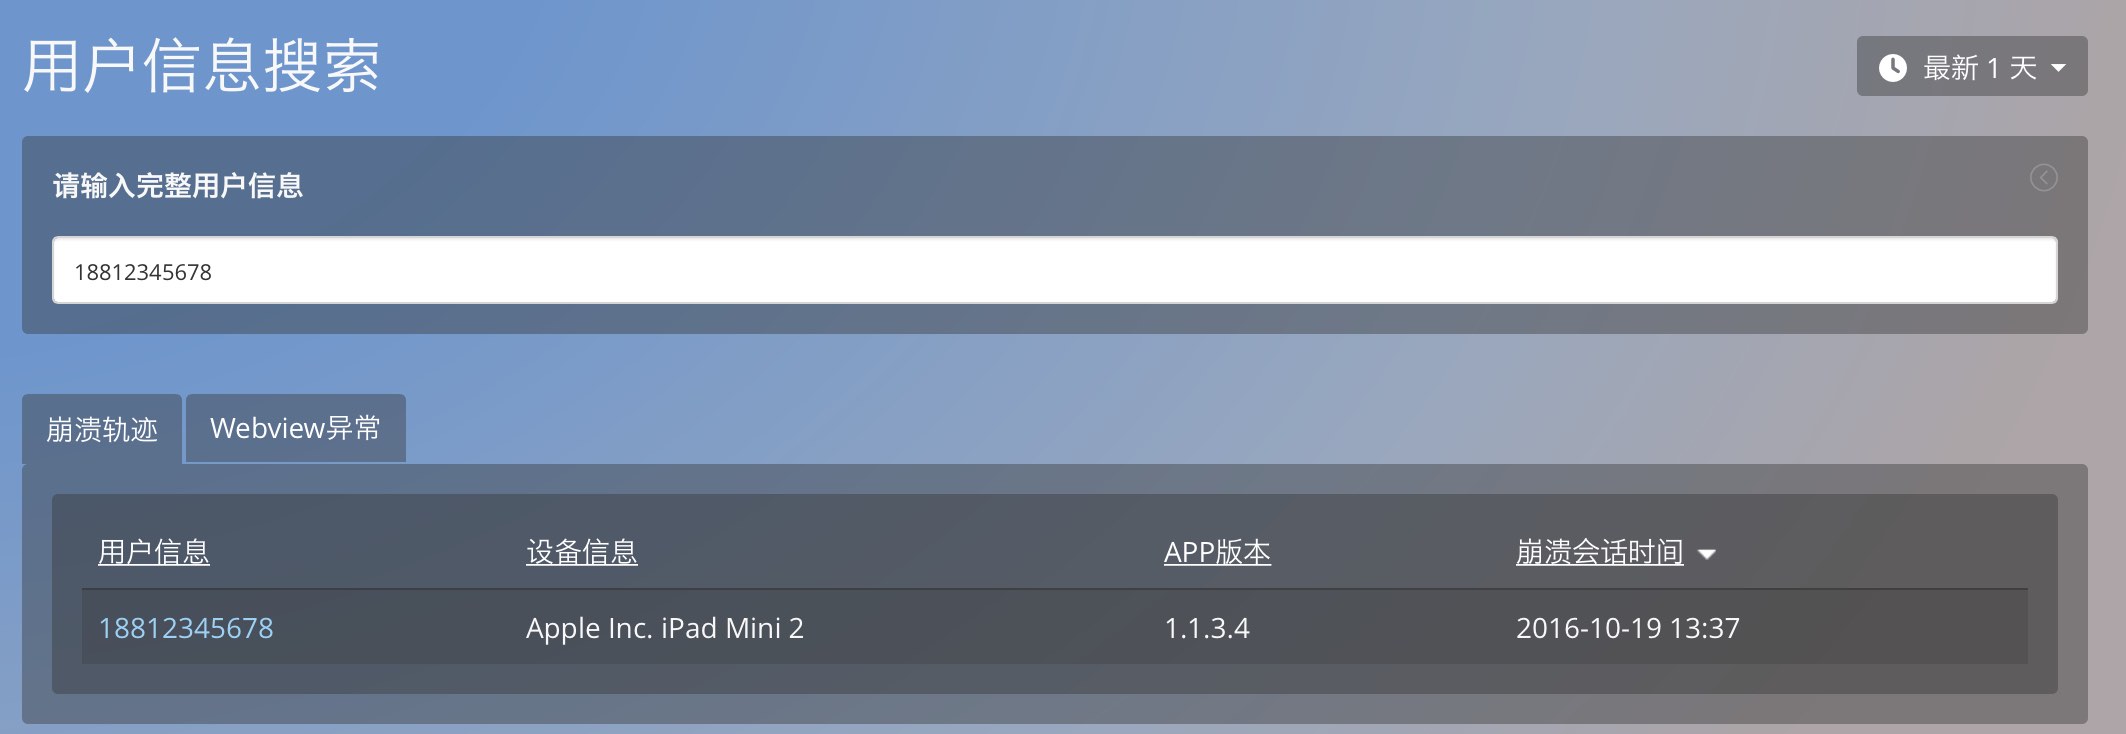 用户信息搜索
最新 1 天
请输入完整用户信息
18812345678
崩溃轨迹 Webview异常
用户信息 设备信息 APP版本 崩溃会话时间
18812345678 Apple Inc. iPad Mini 2 1.1.3.4 2016-10-19 13:37